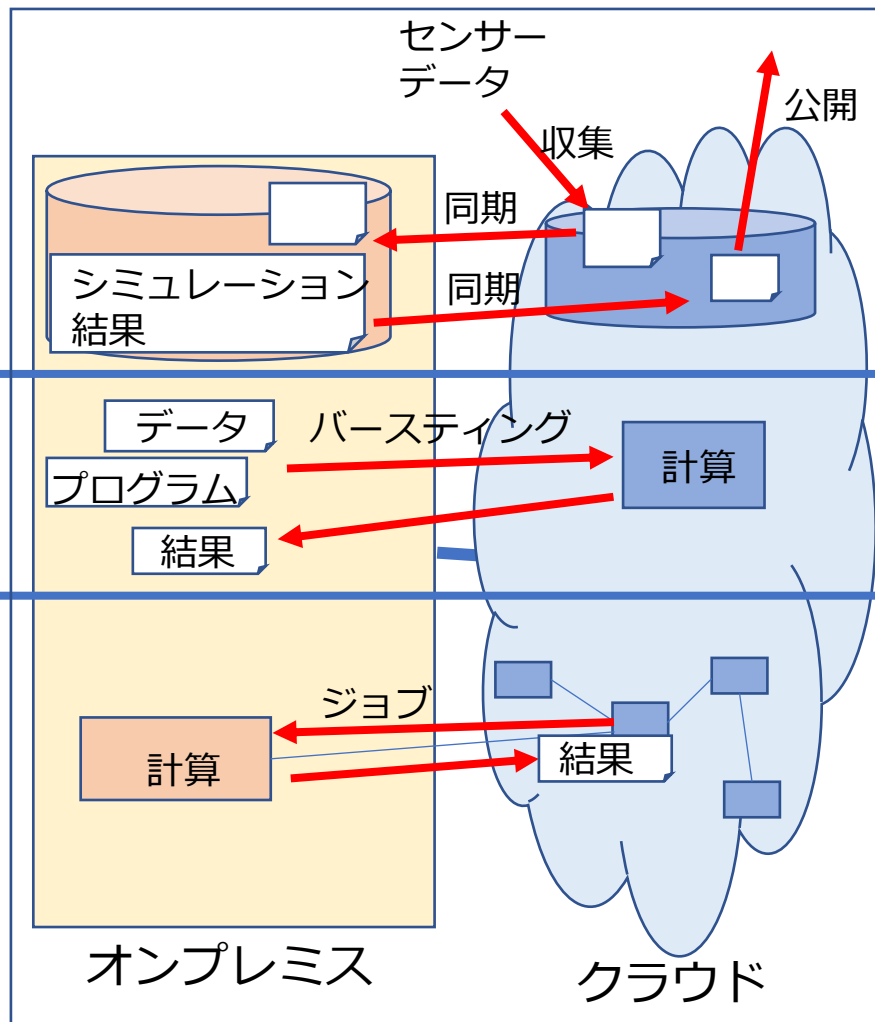 センサー
データ
公開
収集
同期
シミュレーション
結果
同期
データ
バースティング
プログラム
計算
結果
ジョブ
計算
結果
オンプレミス
クラウド